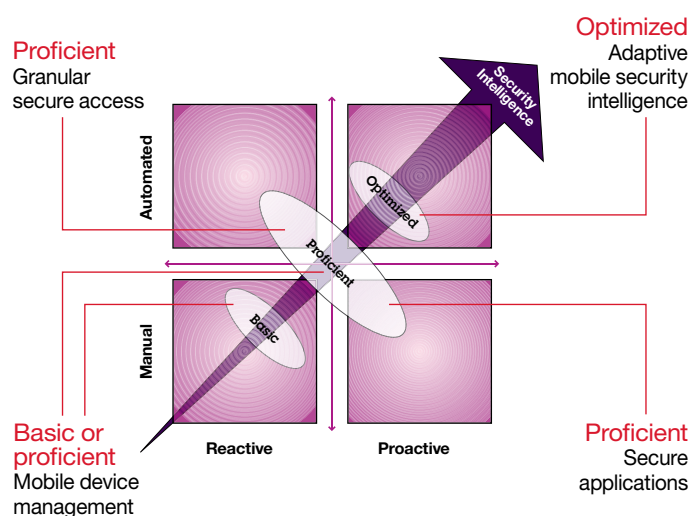 Proficient
Granular
secure access
Optimized
Adaptive
mobile security
intelligence
Security
Intelligence
Automated
Optimized
Proficient
Manual
Basic
Basic or
proficient
Mobile device
management
Reactive
Proactive
Proficient
Secure
applications